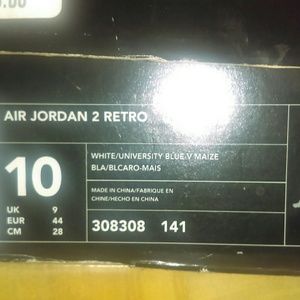 AIR JORDAN 2 RETRO
10
WHITE/UNIVERSITY BLUE/V MAIZE
BLA/BLCARO-MAIS
MADE IN CHINA/FABRIQUE EN
CHINE/HECHO EN CHINA
UK 9
EUR 44
CM 28
308308 141